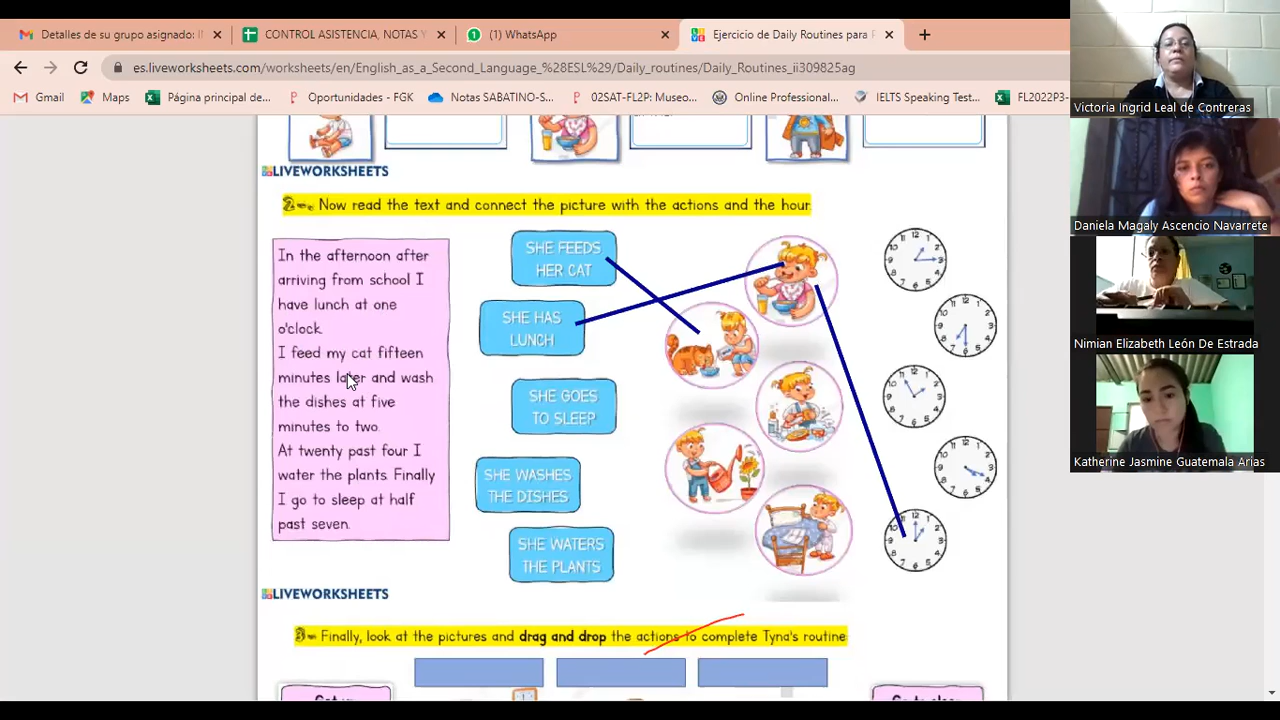 Detalles de su grupo asignado: I
CONTROL ASISTENCIA, NOTAS Y
(1) WhatsApp
Ejercicio de Daily Routines para P
es.liveworksheets.com/worksheets/en/English_as_a_Second_Language_%28ESL%29/Daily_routines/Daily_Routines_ii309825ag
Gmail
Maps
Página principal de...
Oportunidades - FGK
Notas SABATINO-S...
02SAT-FL2P: Museo...
Online Professional...
IELTS Speaking Test...
FL2022P3-
LIVEWORKSHEETS
2 Now read the text and connect the picture with the actions and the hour
In the afternoon after
arriving from school I
have lunch at one
o'clock.
I feed my cat fifteen
minutes later and wash
the dishes at five
minutes to two.
At twenty past four I
water the plants. Finally
I go to sleep at half
past seven.
SHE FEEDS
HER CAT
SHE HAS
LUNCH
SHE GOES
TO SLEEP
SHE WASHES
THE DISHES
SHE WATERS
THE PLANTS
LIVEWORKSHEETS
3 Finally, look at the pictures and drag and drop the actions to complete Tyna's routine
Victoria Ingrid Leal de Contreras
Daniela Magaly Ascencio Navarrete
Nimian Elizabeth León De Estrada
Katherine Jasmine Guatemala Arias